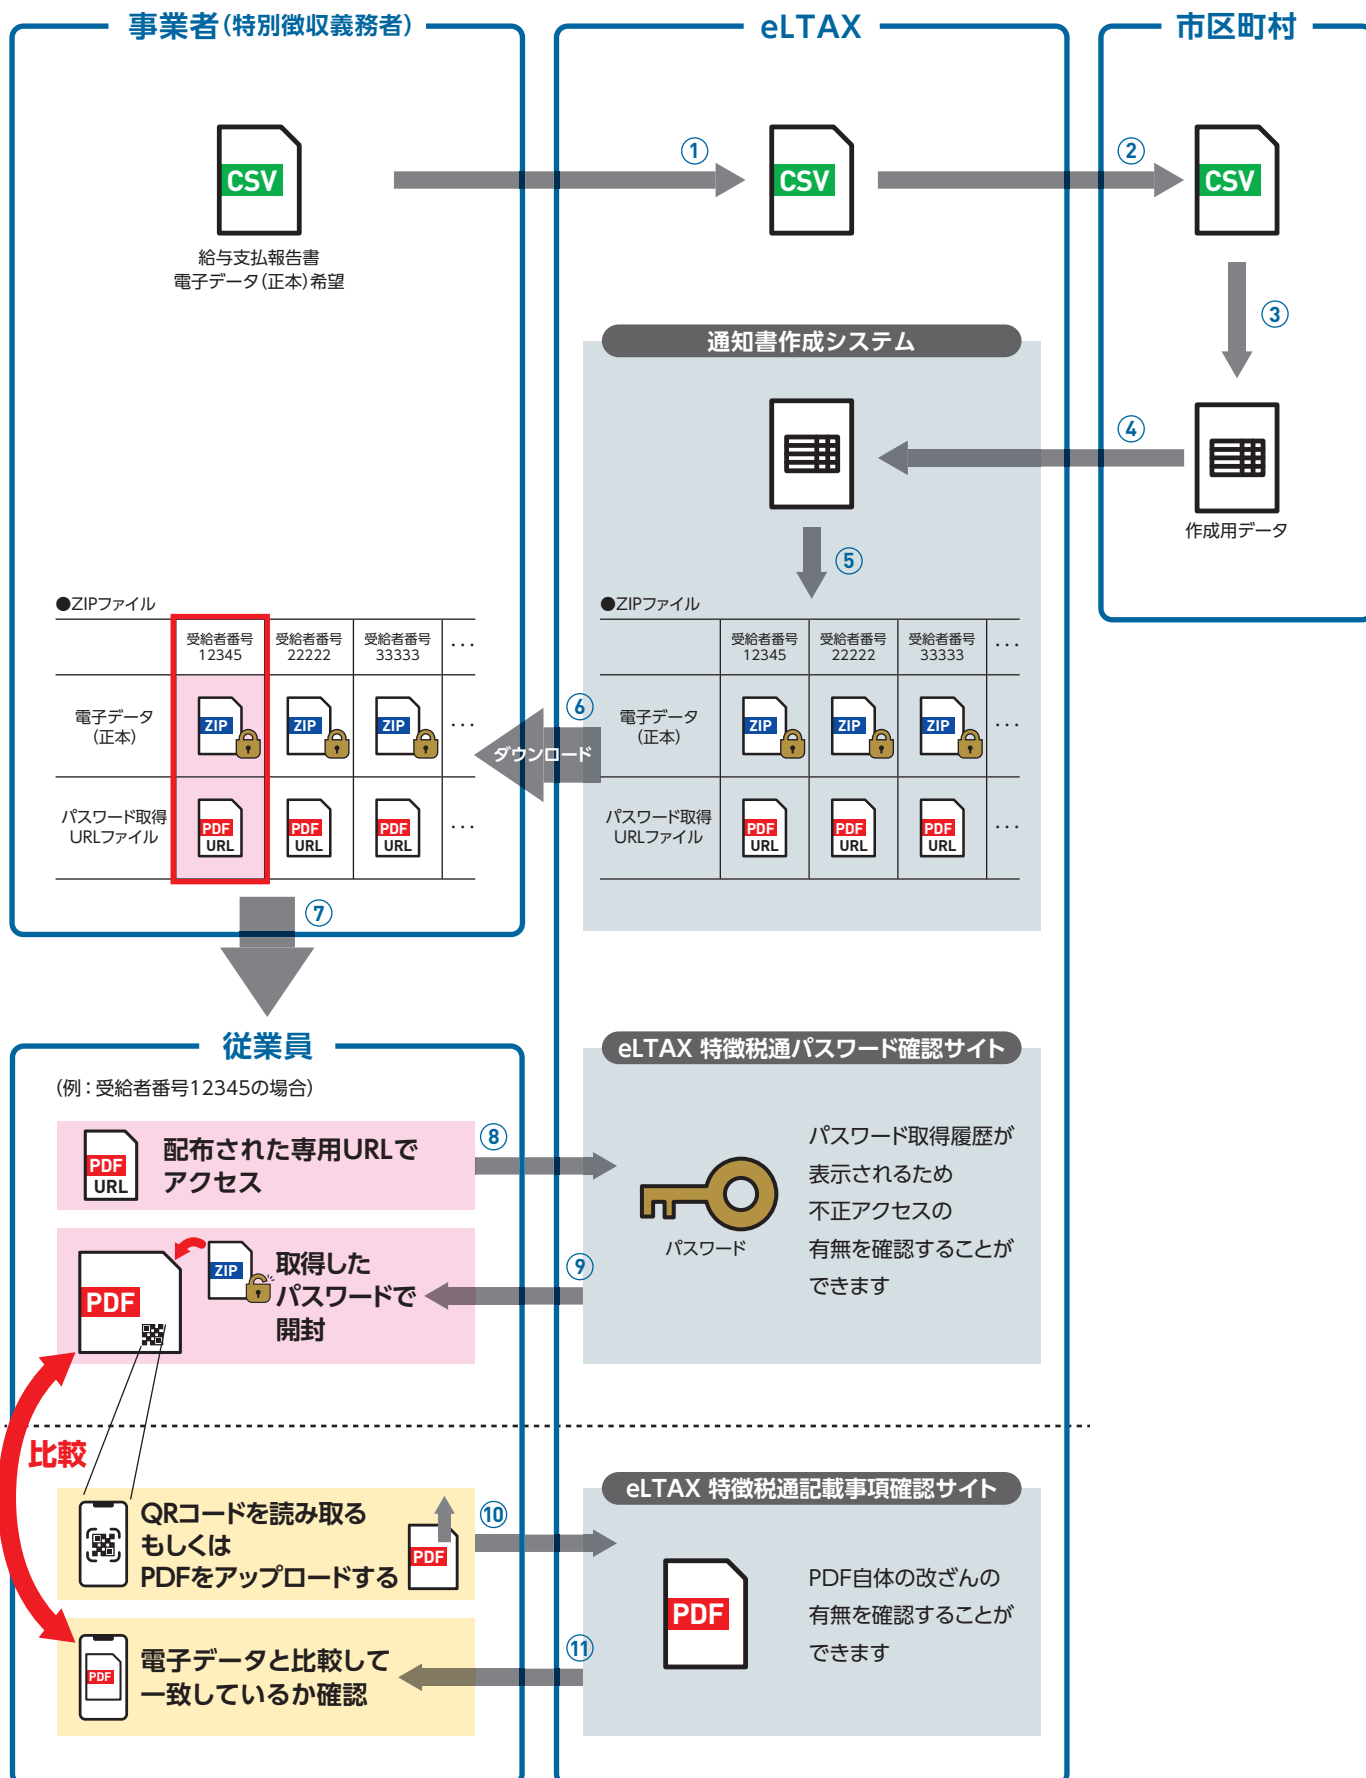 事業者(特別徴収義務者)
eLTAX
市区町村
①
②
CSV
CSV
CSV
給与支払報告書
電子データ(正本)希望
③
通知書作成システム
④
作成用データ
⑤
●ZIPファイル
受給者番号
12345
受給者番号
22222
受給者番号
33333
･･･
電子データ
(正本)
ZIP
ZIP
ZIP
･･･
パスワード取得
URLファイル
PDF
URL
PDF
URL
PDF
URL
･･･
⑥
ダウンロード
●ZIPファイル
受給者番号
12345
受給者番号
22222
受給者番号
33333
･･･
電子データ
(正本)
ZIP
ZIP
ZIP
･･･
パスワード取得
URLファイル
PDF
URL
PDF
URL
PDF
URL
･･･
⑦
従業員
(例：受給者番号12345の場合)
PDF
URL
配布された専用URLで
アクセス
⑧
eLTAX 特徴税通パスワード確認サイト
パスワード
パスワード取得履歴が
表示されるため
不正アクセスの
有無を確認することが
できます
PDF
ZIP
取得した
パスワードで
開封
⑨
比較
QRコードを読み取る
もしくは
PDFをアップロードする
PDF
⑩
eLTAX 特徴税通記載事項確認サイト
PDF
PDF自体の改ざんの
有無を確認することが
できます
PDF
電子データと比較して
一致しているか確認
⑪